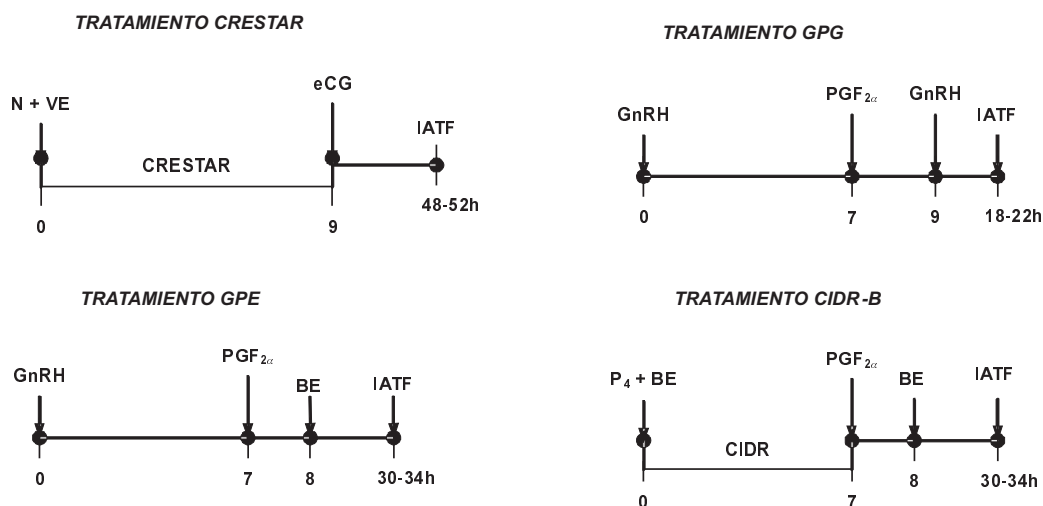 TRATAMIENTO CRESTAR
N + VE
eCG
IATF
CRESTAR
0
9
48-52h
TRATAMIENTO GPG
GnRH
PGF2α
GnRH
IATF
0
7
9
18-22h
TRATAMIENTO GPE
GnRH
PGF2α
BE
IATF
0
7
8
30-34h
TRATAMIENTO CIDR-B
P4 + BE
PGF2α
BE
IATF
CIDR
0
7
8
30-34h